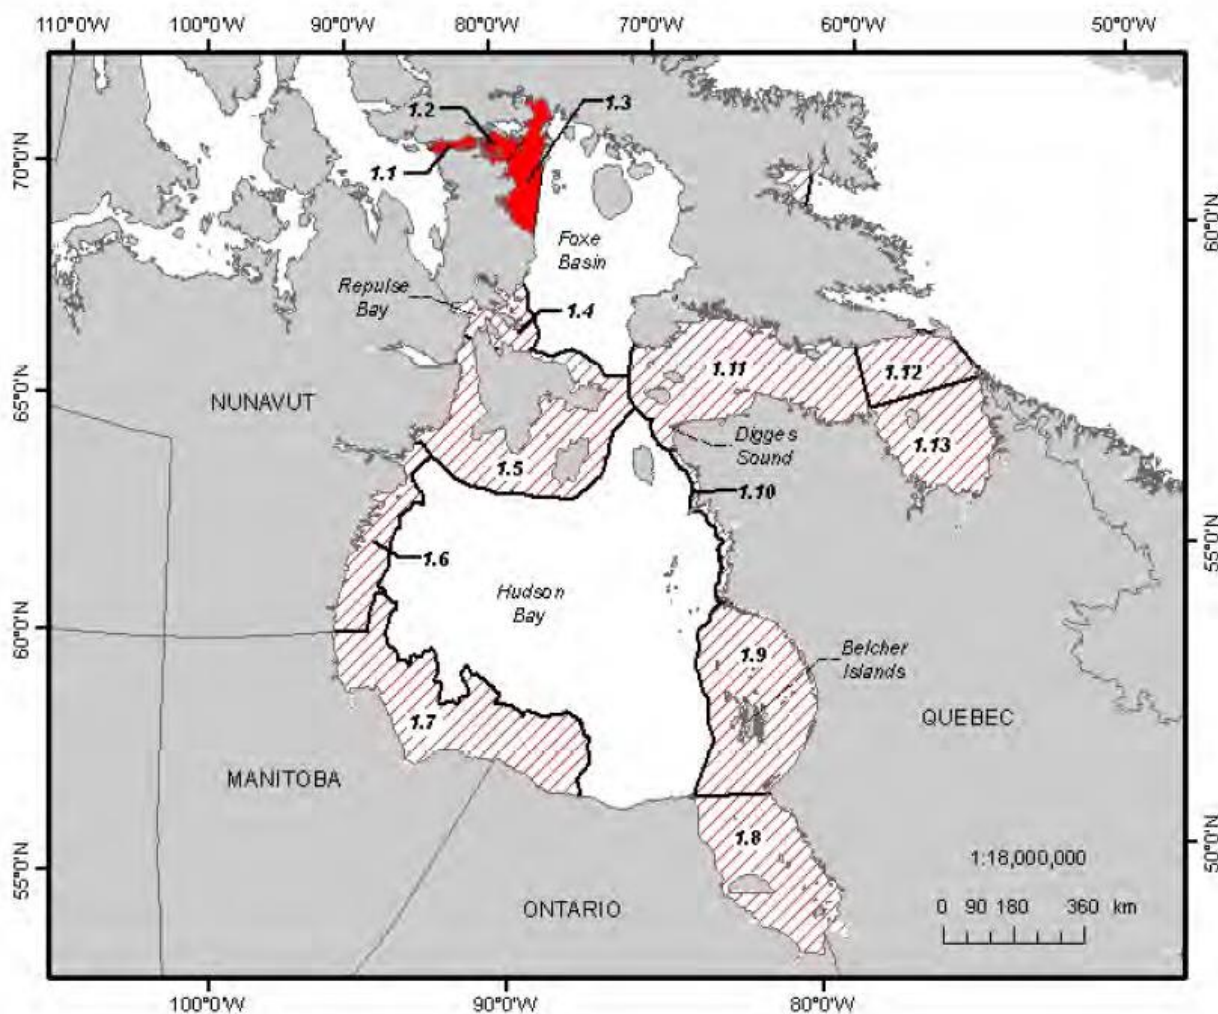 110°0'W 100°0'W 90°0'W 80°0'W 70°0'W 60°0'W 50°0'W
1.2
1.3
1.1
70°0'N
60°0'N
Foxe
Basin
Repulse
Bay
1.4
1.11
1.12
65°0'N
NUNAVUT
Digges
Sound
1.13
1.5
1.10
55°0'N
1.6
Hudson
Bay
60°0'N
1.9
Belcher
Islands
1.7
QUEBEC
MANITOBA
1.8
50°0'N
1:18,000,000
55°0'N
ONTARIO
0 90 180 360 km
100°0'W 90°0'W 80°0'W